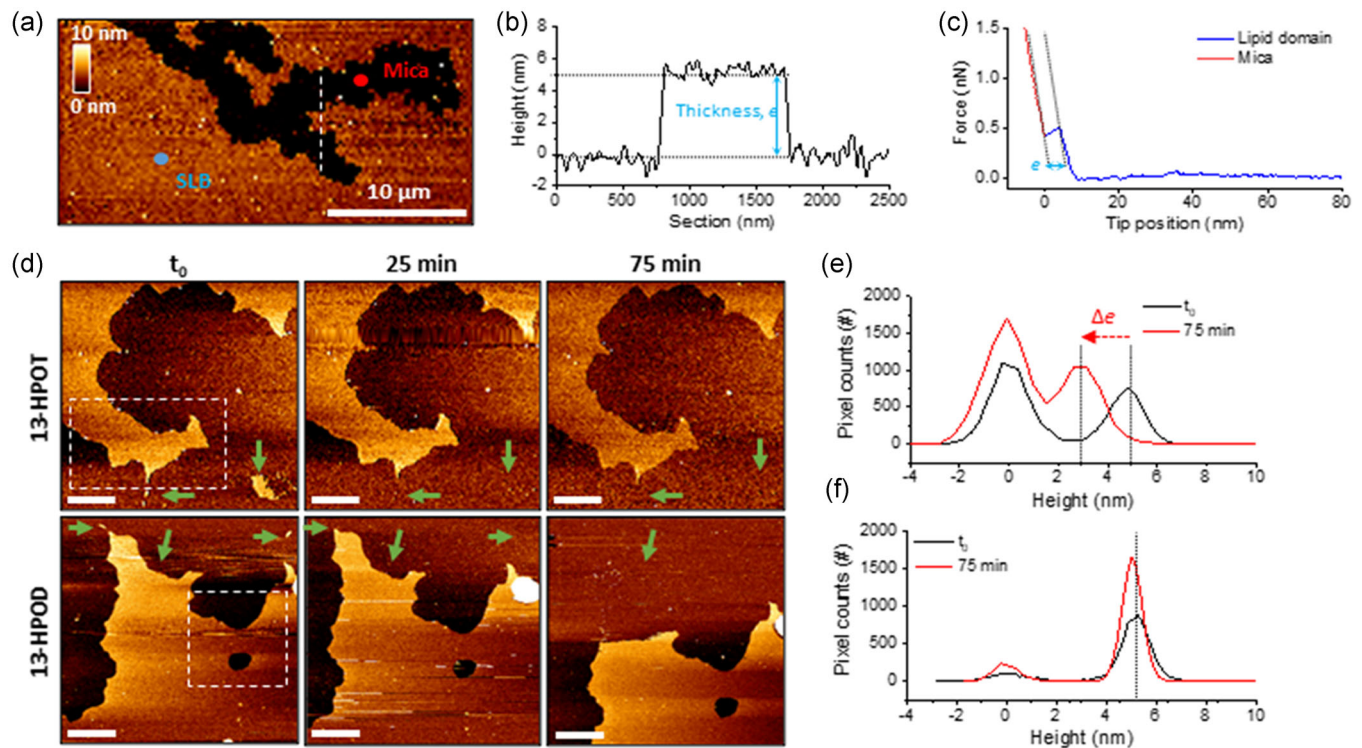 (a)
10 nm
0 nm
Mica
SLB
10 µm
(b)
Height (nm)
8
6
4
2
0
-2
Thickness, e
0 500 1000 1500 2000 2500
Section (nm)
(c)
Force (nN)
1.5
1.0
0.5
0.0
Lipid domain
Mica
e
0 20 40 60 80
Tip position (nm)
(d)
t0 25 min 75 min
13-HPOT
13-HPOD
(e)
Pixel counts (#)
2000
1500
1000
500
0
Δe
t0
75 min
-4 -2 0 2 4 6 8 10
Height (nm)
(f)
Pixel counts (#)
2000
1500
1000
500
0
t0
75 min
-4 -2 0 2 4 6 8 10
Height (nm)